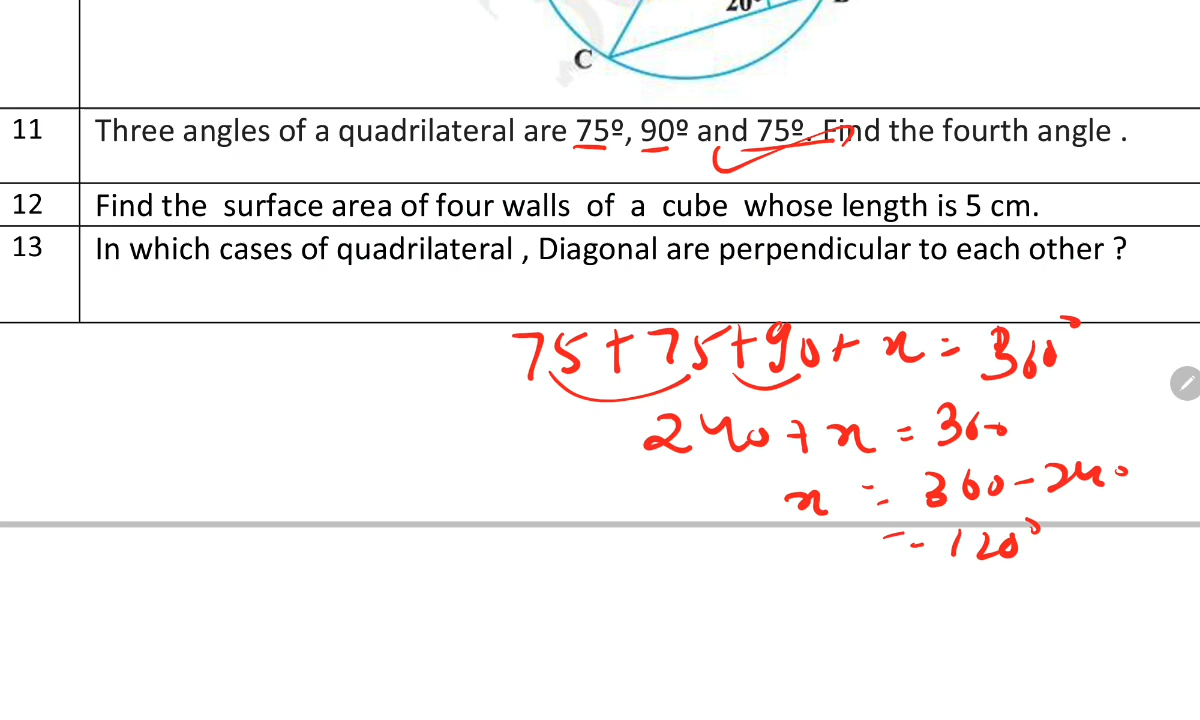 20°
C
11 Three angles of a quadrilateral are 75º, 90º and 75º. Find the fourth angle .
12 Find the surface area of four walls of a cube whose length is 5 cm.
13 In which cases of quadrilateral , Diagonal are perpendicular to each other ?
75+75+90+x=360°
240+x=360
x=360-240
=120°